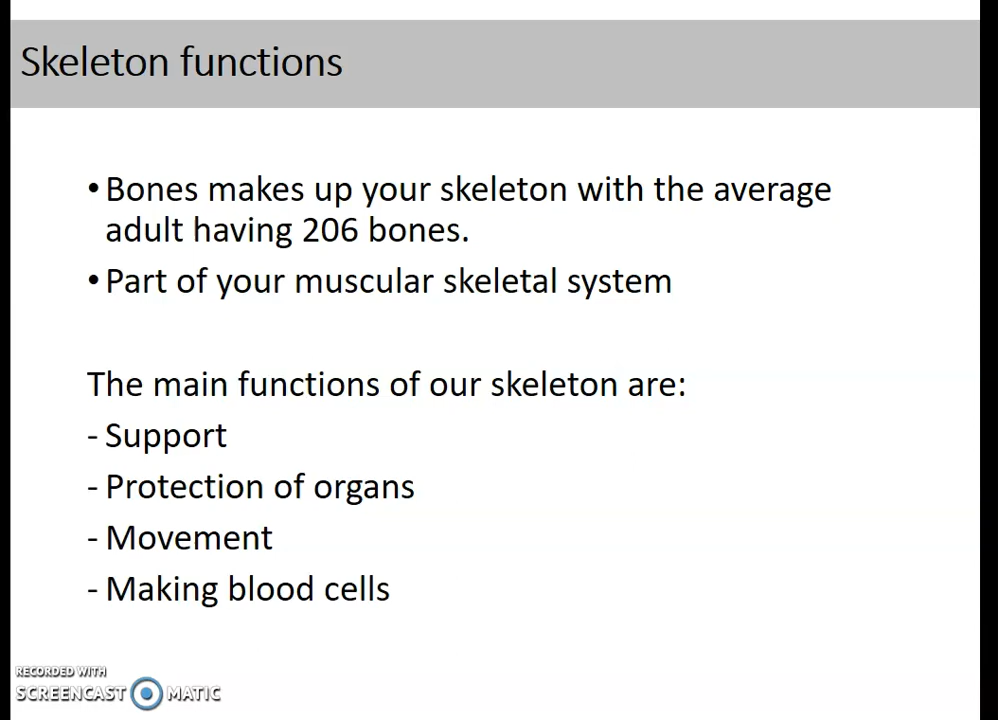 Skeleton functions
•Bones makes up your skeleton with the average
adult having 206 bones.
•Part of your muscular skeletal system
The main functions of our skeleton are:
- Support
- Protection of organs
- Movement
- Making blood cells
RECORDED WITH
SCREENCAST MATIC